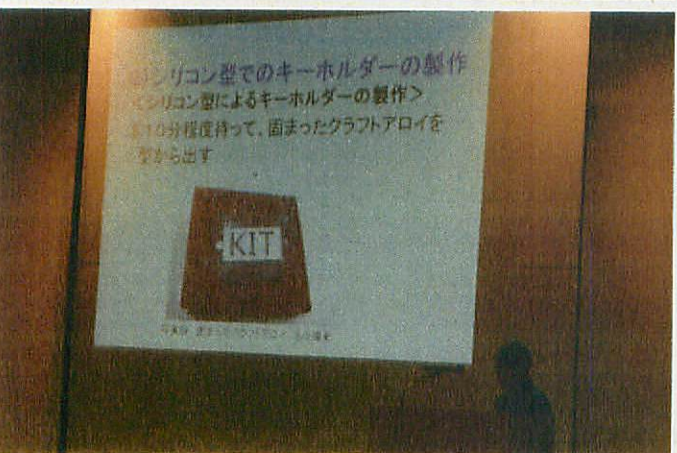 シリコン型でのキーホルダーの製作
シリコン型によるキーホルダーの製作>
10分程度待って、固まったクラフトアロイを
型から出す
KIT